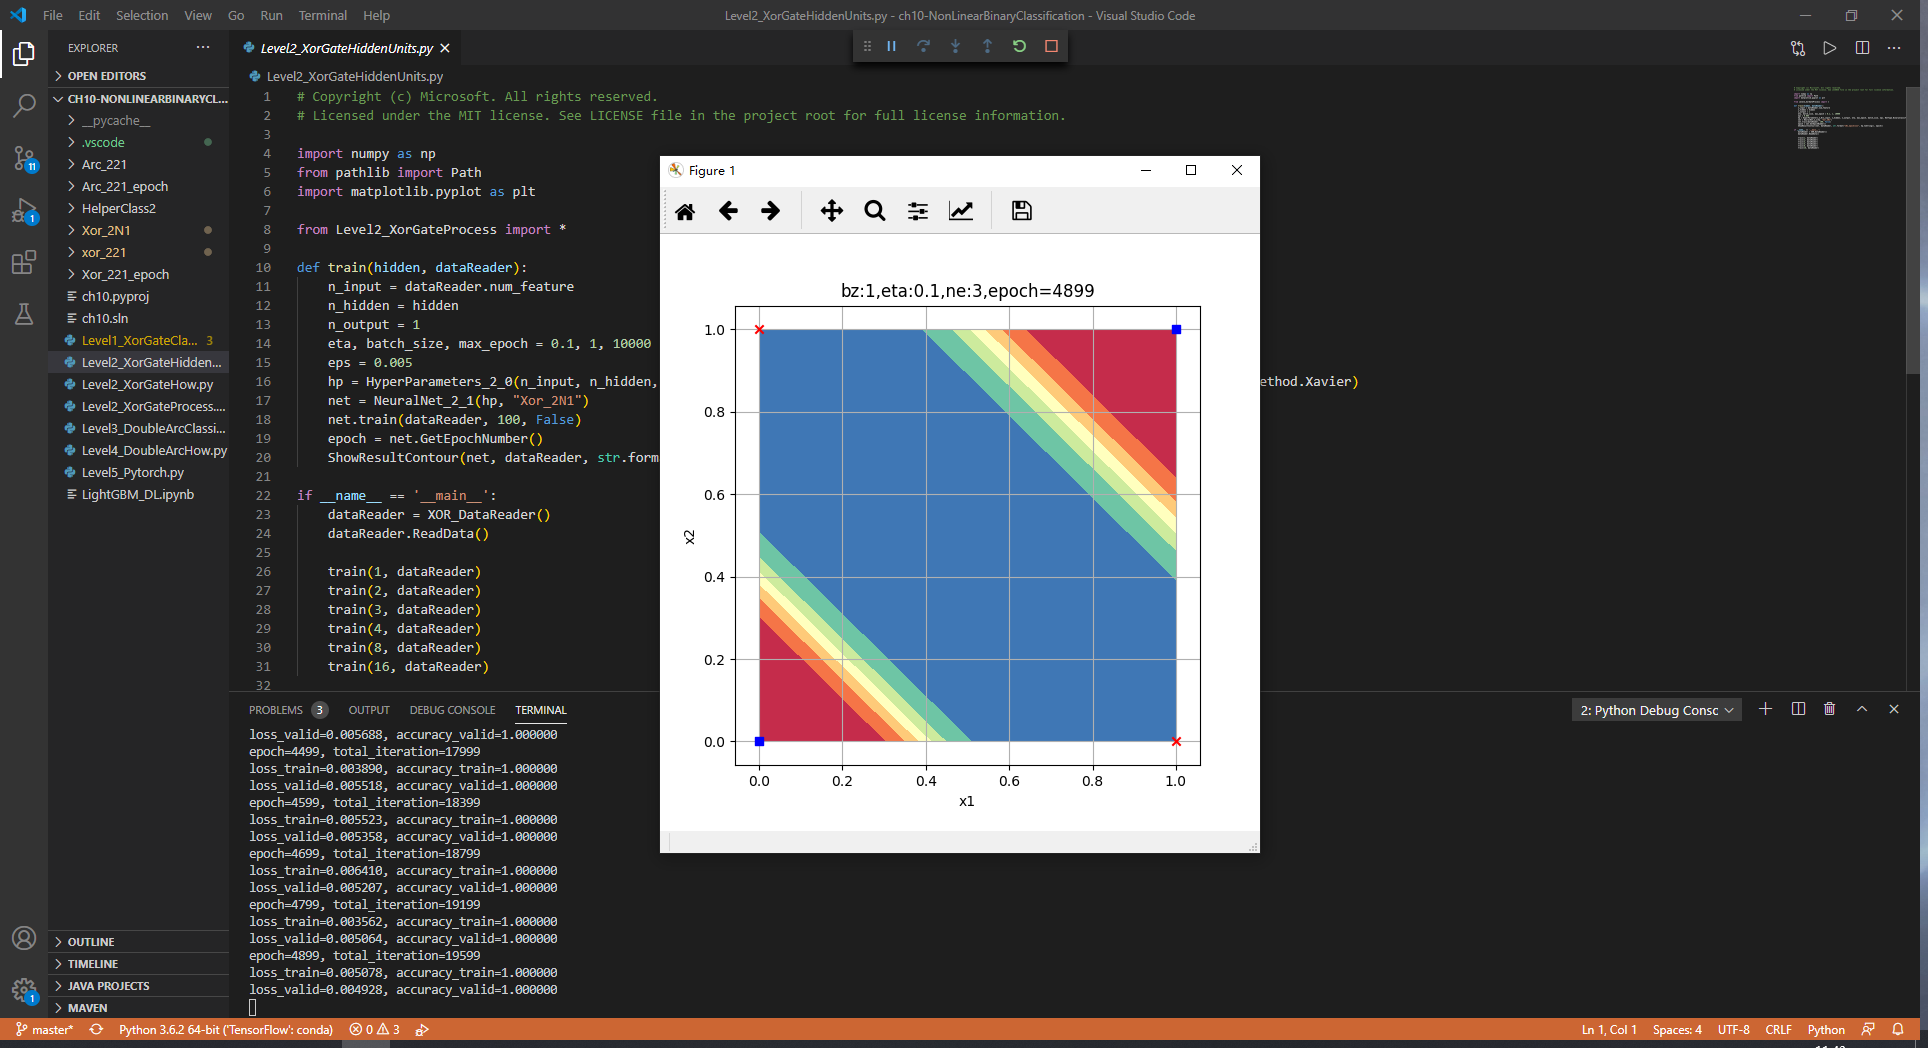 File Edit Selection View Go Run Terminal Help
Level2_XorGateHiddenUnits.py - ch10-NonLinearBinaryClassification - Visual Studio Code
EXPLORER
OPEN EDITORS
CH10-NONLINEARBINARYCL...
__pycache__
.vscode
Arc_221
Arc_221_epoch
HelperClass2
Xor_2N1
xor_221
Xor_221_epoch
ch10.pyproj
ch10.sln
Level1_XorGateCla... 3
Level2_XorGateHidden...
Level2_XorGateHow.py
Level2_XorGateProcess....
Level3_DoubleArcClassi...
Level4_DoubleArcHow.py
Level5_Pytorch.py
LightGBM_DL.ipynb
OUTLINE
TIMELINE
JAVA PROJECTS
MAVEN
11
1
1
Level2_XorGateHiddenUnits.py
Level2_XorGateHiddenUnits.py
1 # Copyright (c) Microsoft. All rights reserved.
2 # Licensed under the MIT license. See LICENSE file in the project root for full license information.
3
4 import numpy as np
5 from pathlib import Path
6 import matplotlib.pyplot as plt
7
8 from Level2_XorGateProcess import *
9
10 def train(hidden, dataReader):
11 n_input = dataReader.num_feature
12 n_hidden = hidden
13 n_output = 1
14 eta, batch_size, max_epoch = 0.1, 1, 10000
15 eps = 0.005
16 hp = HyperParameters_2_0(n_input, n_hidden, ethod.Xavier)
17 net = NeuralNet_2_1(hp, "Xor_2N1")
18 net.train(dataReader, 100, False)
19 epoch = net.GetEpochNumber()
20 ShowResultContour(net, dataReader, str.form
21
22 if __name__ == '__main__':
23 dataReader = XOR_DataReader()
24 dataReader.ReadData()
25
26 train(1, dataReader)
27 train(2, dataReader)
28 train(3, dataReader)
29 train(4, dataReader)
30 train(8, dataReader)
31 train(16, dataReader)
32
Figure 1
bz:1,eta:0.1,ne:3,epoch=4899
1.0
0.8
0.6
0.4
0.2
0.0
x2
0.0 0.2 0.4 0.6 0.8 1.0
x1
PROBLEMS 3 OUTPUT DEBUG CONSOLE TERMINAL
2: Python Debug Consc
loss_valid=0.005688, accuracy_valid=1.000000
epoch=4499, total_iteration=17999
loss_train=0.003890, accuracy_train=1.000000
loss_valid=0.005518, accuracy_valid=1.000000
epoch=4599, total_iteration=18399
loss_train=0.005523, accuracy_train=1.000000
loss_valid=0.005358, accuracy_valid=1.000000
epoch=4699, total_iteration=18799
loss_train=0.006410, accuracy_train=1.000000
loss_valid=0.005207, accuracy_valid=1.000000
epoch=4799, total_iteration=19199
loss_train=0.003562, accuracy_train=1.000000
loss_valid=0.005064, accuracy_valid=1.000000
epoch=4899, total_iteration=19599
loss_train=0.005078, accuracy_train=1.000000
loss_valid=0.004928, accuracy_valid=1.000000
master* Python 3.6.2 64-bit ('TensorFlow': conda) 0 3
Ln 1, Col 1 Spaces: 4 UTF-8 CRLF Python